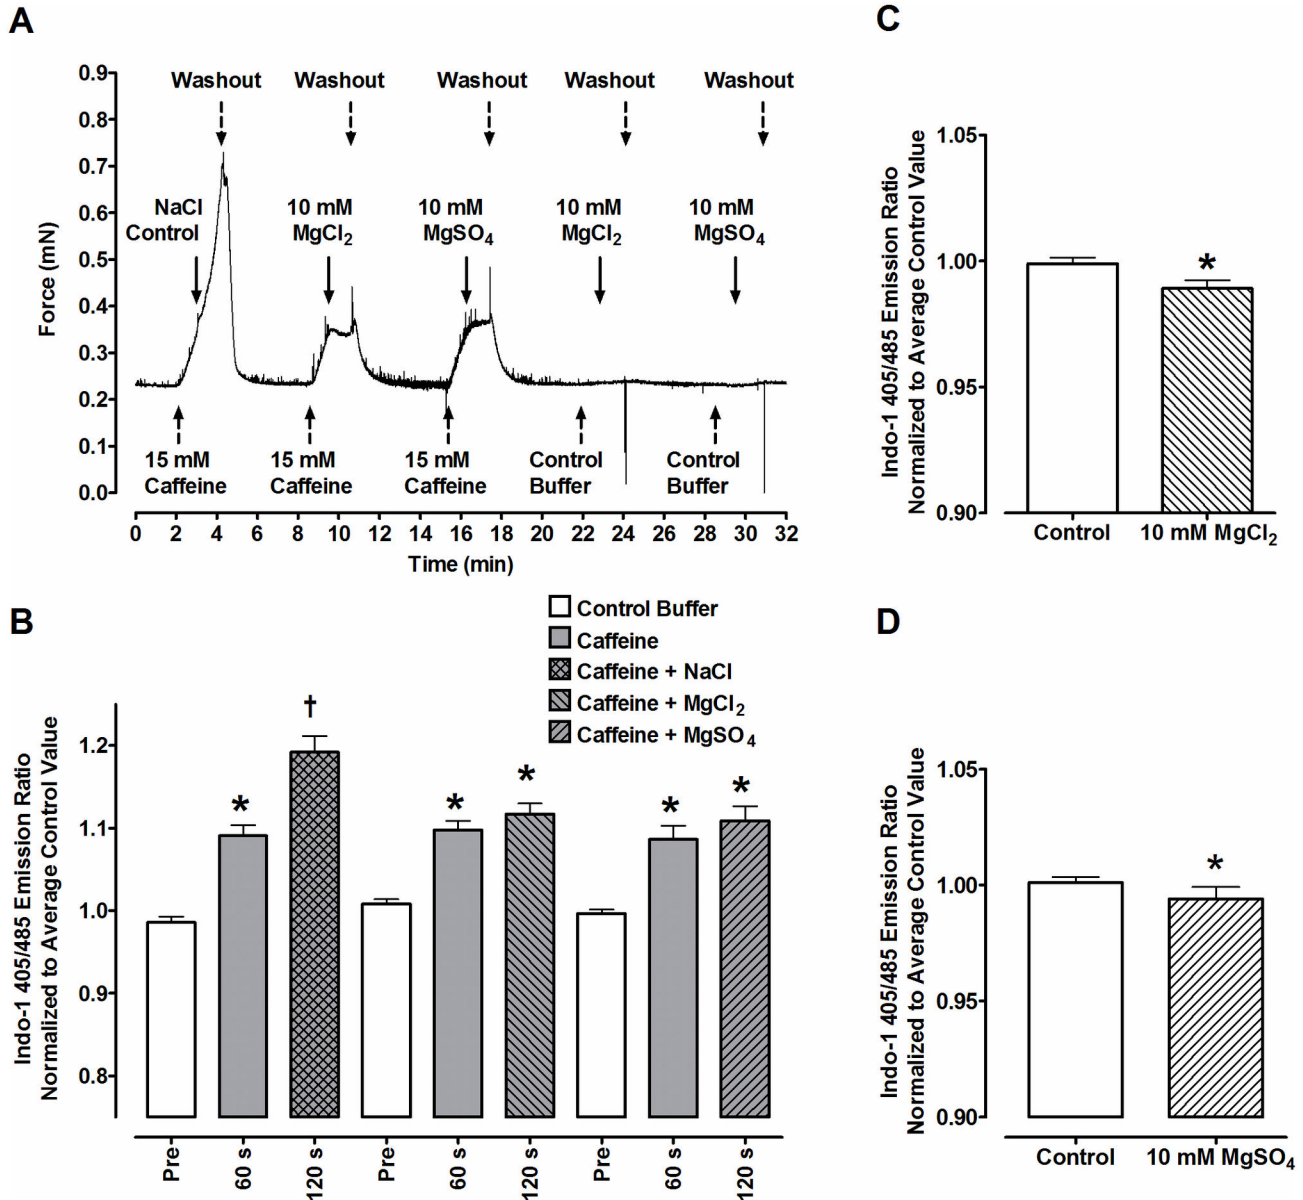 A
Washout Washout Washout Washout Washout
NaCl
Control
10 mM
MgCl2
10 mM
MgSO4
10 mM
MgCl2
10 mM
MgSO4
Force (mN)
0.9
0.8
0.7
0.6
0.5
0.4
0.3
0.2
0.1
0.0
15 mM
Caffeine
15 mM
Caffeine
15 mM
Caffeine
Control
Buffer
Control
Buffer
0 2 4 6 8 10 12 14 16 18 20 22 24 26 28 30 32
Time (min)
B
Control Buffer
Caffeine
Caffeine + NaCl
Caffeine + MgCl2
Caffeine + MgSO4
Indo-1 405/485 Emission Ratio
Normalized to Average Control Value
1.2
1.1
1.0
0.9
0.8
†
*
*
*
*
*
Pre 60 s 120 s Pre 60 s 120 s Pre 60 s 120 s
C
Indo-1 405/485 Emission Ratio
Normalized to Average Control Value
1.05
1.00
0.95
0.90
*
Control 10 mM MgCl2
D
Indo-1 405/485 Emission Ratio
Normalized to Average Control Value
1.05
1.00
0.95
0.90
*
Control 10 mM MgSO4